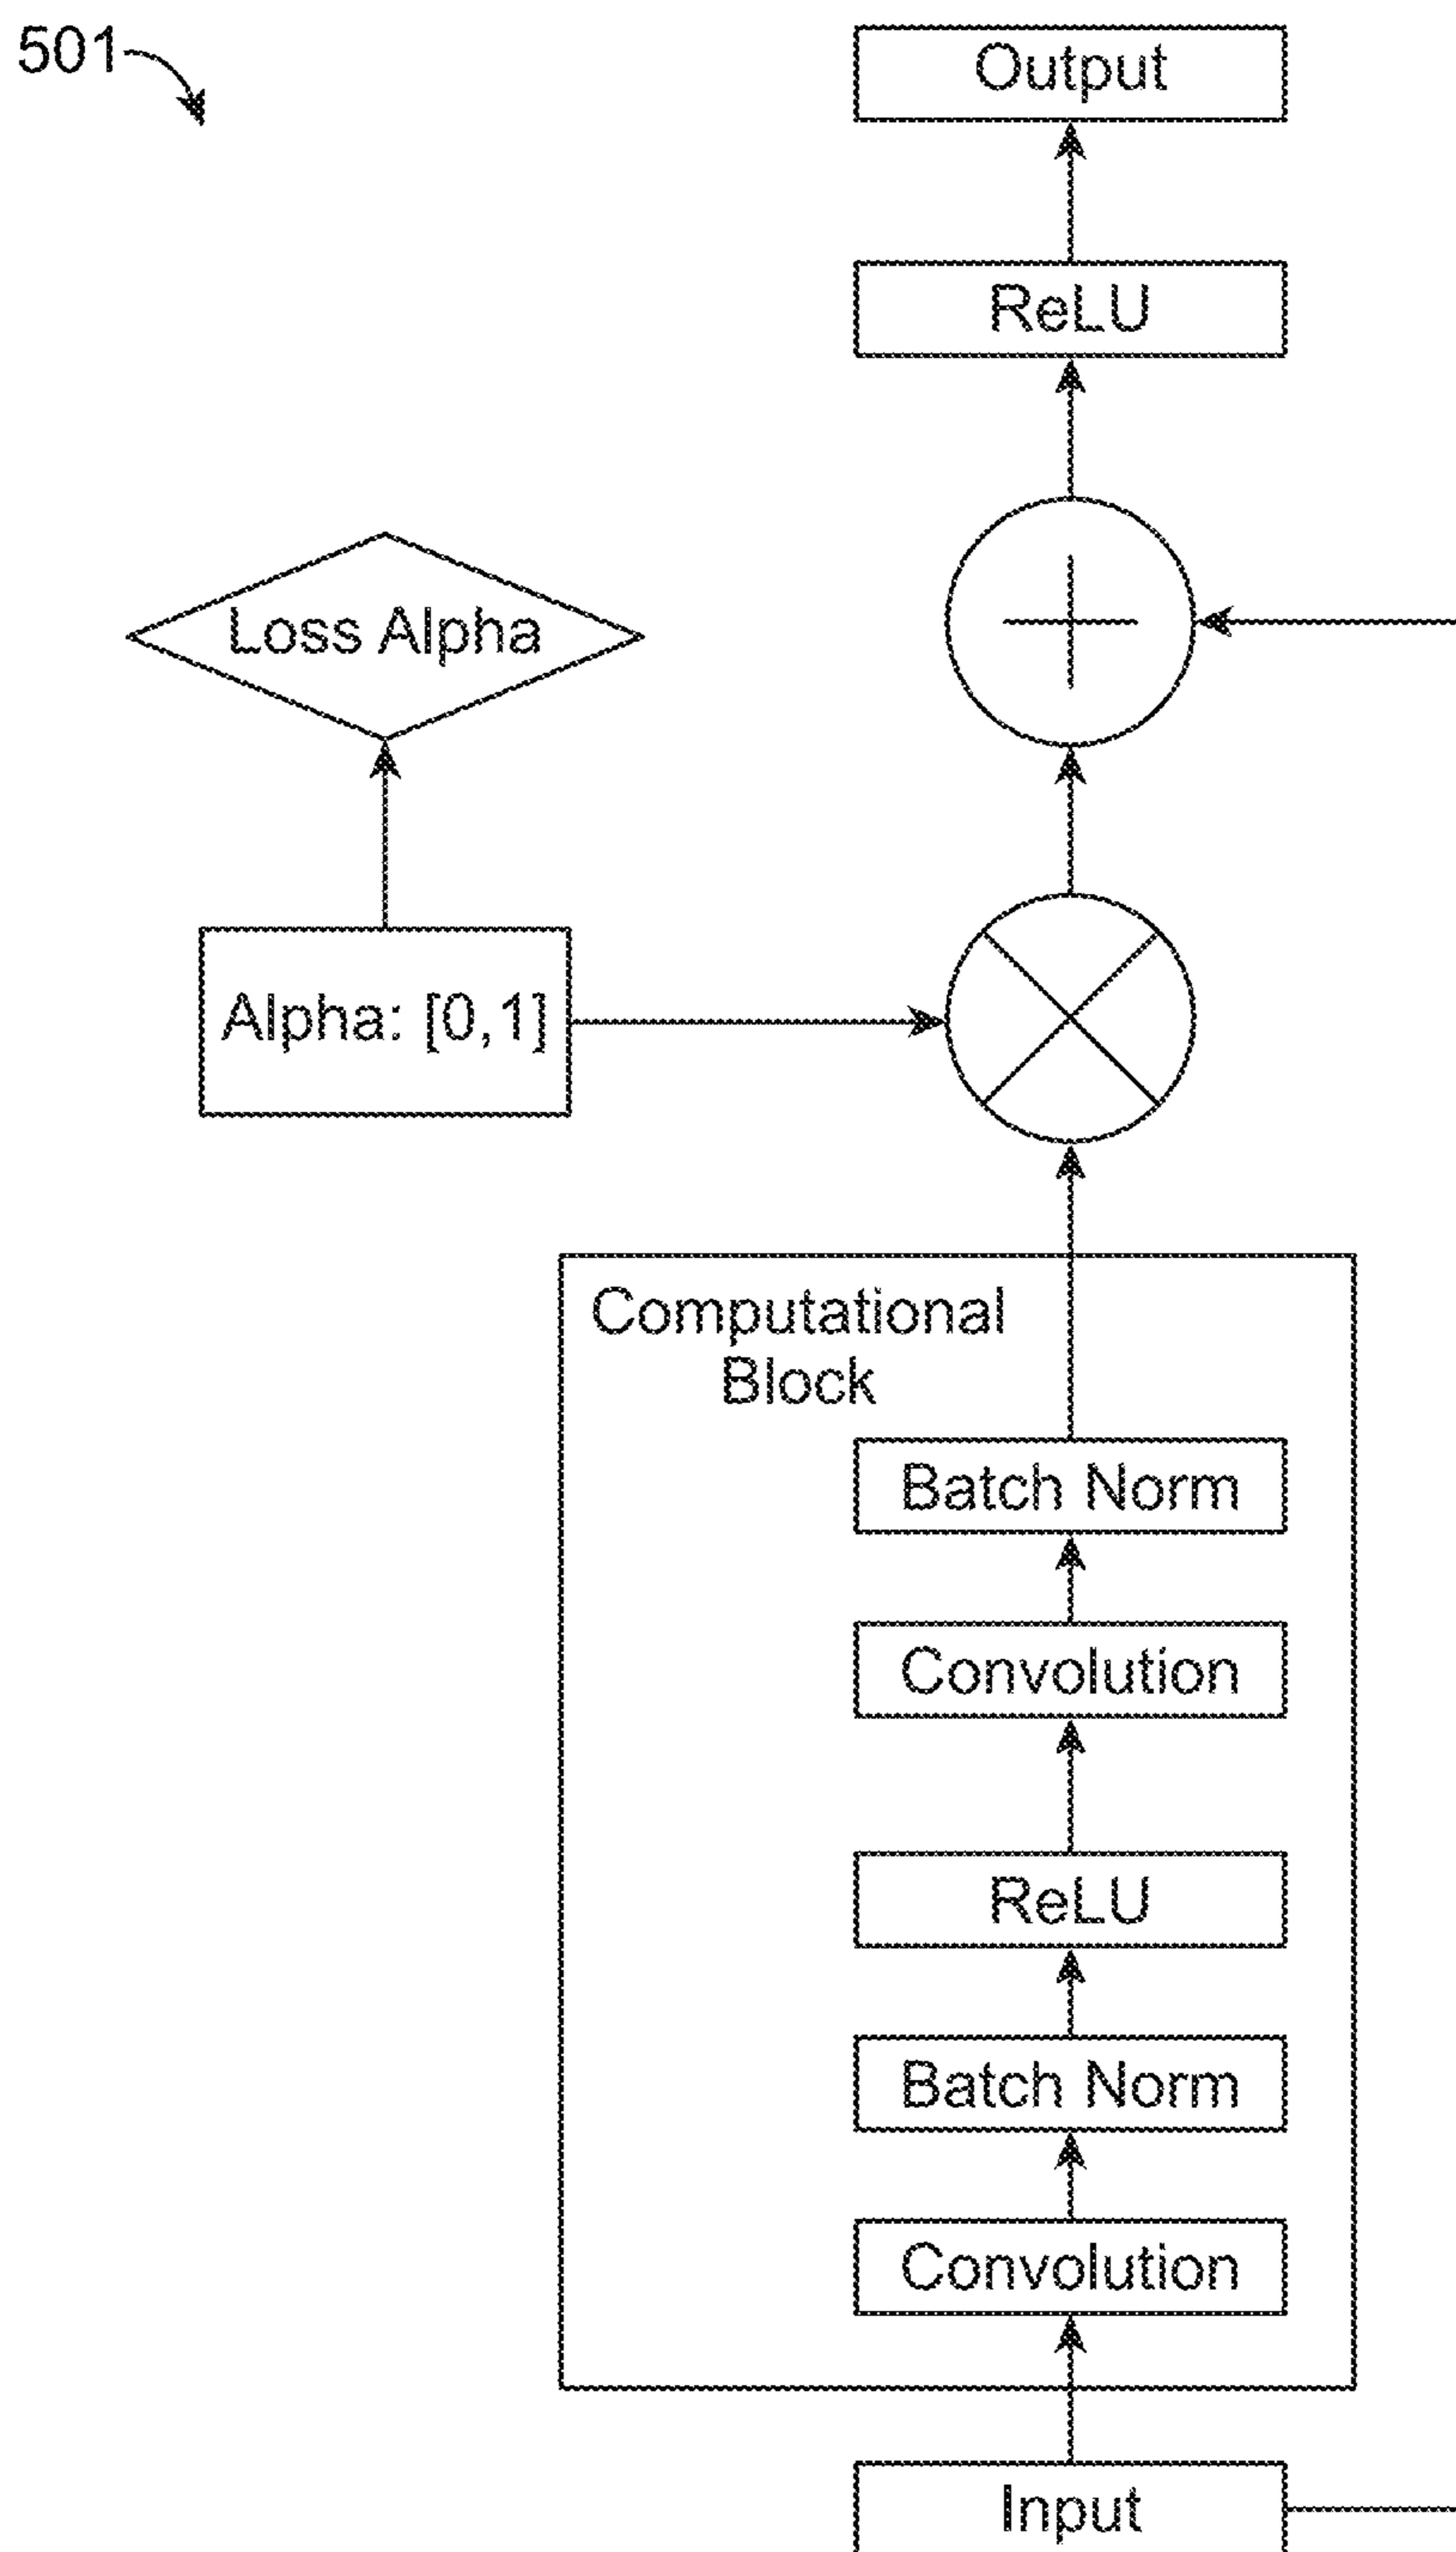 501
Output
ReLU
Loss Alpha
Alpha: [0,1]
Computational
Block
Batch Norm
Convolution
ReLU
Batch Norm
Convolution
Input